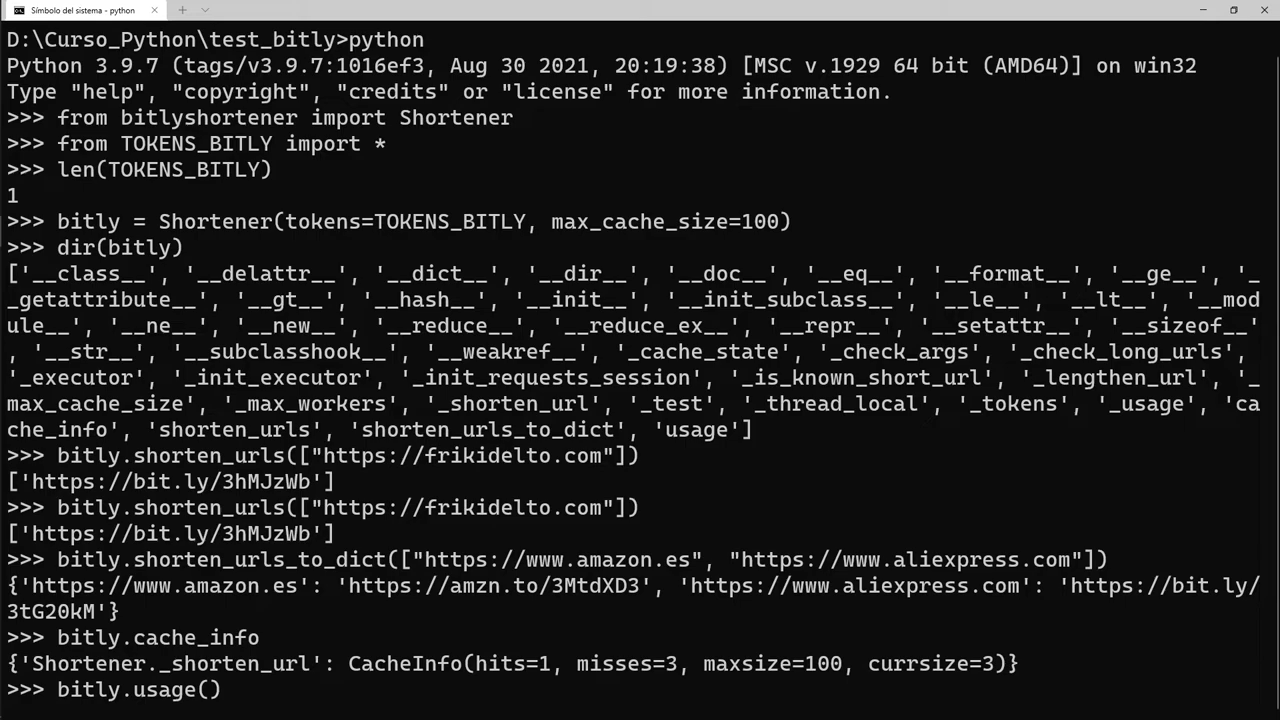 Símbolo del sistema - python
D:\Curso_Python\test_bitly>python
Python 3.9.7 (tags/v3.9.7:1016ef3, Aug 30 2021, 20:19:38) [MSC v.1929 64 bit (AMD64)] on win32
Type "help", "copyright", "credits" or "license" for more information.
>>> from bitlyshortener import Shortener
>>> from TOKENS_BITLY import *
>>> len(TOKENS_BITLY)
1
>>> bitly = Shortener(tokens=TOKENS_BITLY, max_cache_size=100)
>>> dir(bitly)
['__class__', '__delattr__', '__dict__', '__dir__', '__doc__', '__eq__', '__format__', '__ge__', '_
_getattribute__', '__gt__', '__hash__', '__init__', '__init_subclass__', '__le__', '__lt__', '__mod
ule__', '__ne__', '__new__', '__reduce__', '__reduce_ex__', '__repr__', '__setattr__', '__sizeof__'
, '__str__', '__subclasshook__', '__weakref__', '_cache_state', '_check_args', '_check_long_urls',
'_executor', '_init_executor', '_init_requests_session', '_is_known_short_url', '_lengthen_url', '_
max_cache_size', '_max_workers', '_shorten_url', '_test', '_thread_local', '_tokens', '_usage', 'ca
che_info', 'shorten_urls', 'shorten_urls_to_dict', 'usage']
>>> bitly.shorten_urls(["https://frikidelto.com"])
['https://bit.ly/3hMJzWb']
>>> bitly.shorten_urls(["https://frikidelto.com"])
['https://bit.ly/3hMJzWb']
>>> bitly.shorten_urls_to_dict(["https://www.amazon.es", "https://www.aliexpress.com"])
{'https://www.amazon.es': 'https://amzn.to/3MtdXD3', 'https://www.aliexpress.com': 'https://bit.ly/
3tG20kM'}
>>> bitly.cache_info
{'Shortener._shorten_url': CacheInfo(hits=1, misses=3, maxsize=100, currsize=3)}
>>> bitly.usage()